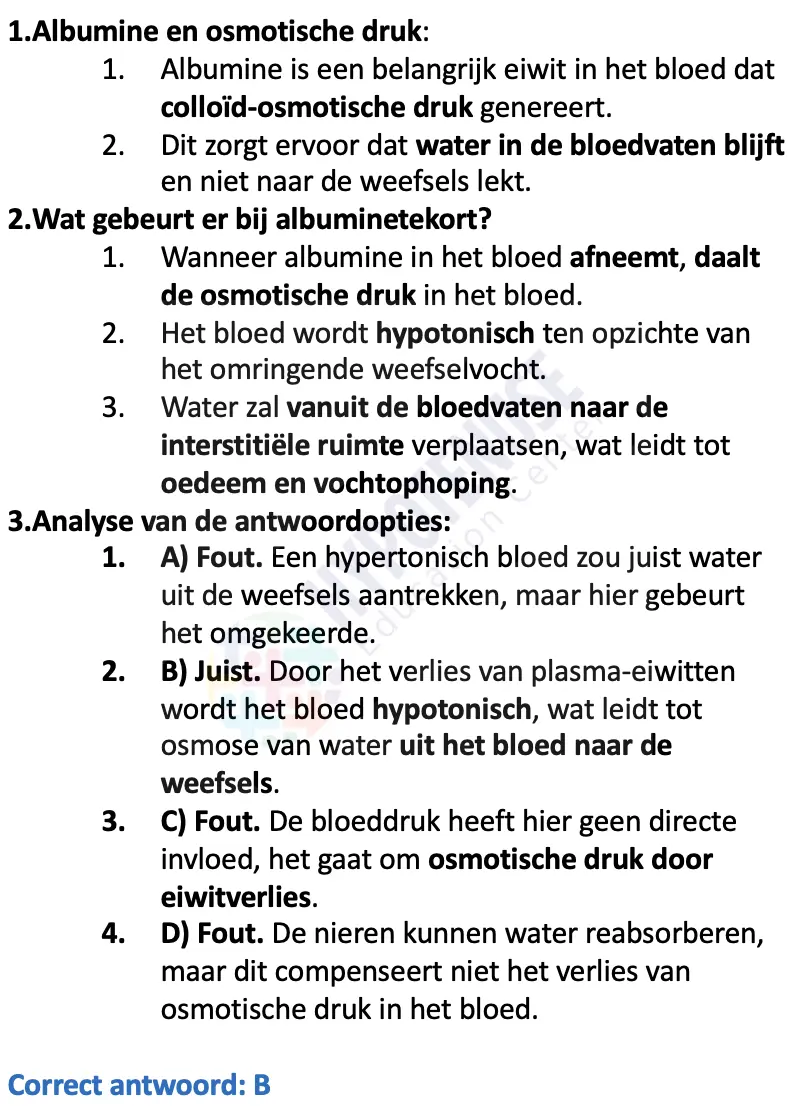 1.Albumine en osmotische druk:
1. Albumine is een belangrijk eiwit in het bloed dat
colloïd-osmotische druk genereert.
2. Dit zorgt ervoor dat water in de bloedvaten blijft
en niet naar de weefsels lekt.
2.Wat gebeurt er bij albuminetekort?
1. Wanneer albumine in het bloed afneemt, daalt
de osmotische druk in het bloed.
2. Het bloed wordt hypotonisch ten opzichte van
het omringende weefselvocht.
3. Water zal vanuit de bloedvaten naar de
interstitiële ruimte verplaatsen, wat leidt tot
oedeem en vochtophoping.
3.Analyse van de antwoordopties:
1. A) Fout. Een hypertonisch bloed zou juist water
uit de weefsels aantrekken, maar hier gebeurt
het omgekeerde.
2. B) Juist. Door het verlies van plasma-eiwitten
wordt het bloed hypotonisch, wat leidt tot
osmose van water uit het bloed naar de
weefsels.
3. C) Fout. De bloeddruk heeft hier geen directe
invloed, het gaat om osmotische druk door
eiwitverlies.
4. D) Fout. De nieren kunnen water reabsorberen,
maar dit compenseert niet het verlies van
osmotische druk in het bloed.
Correct antwoord: B
HYPOTENUSE
Education Center